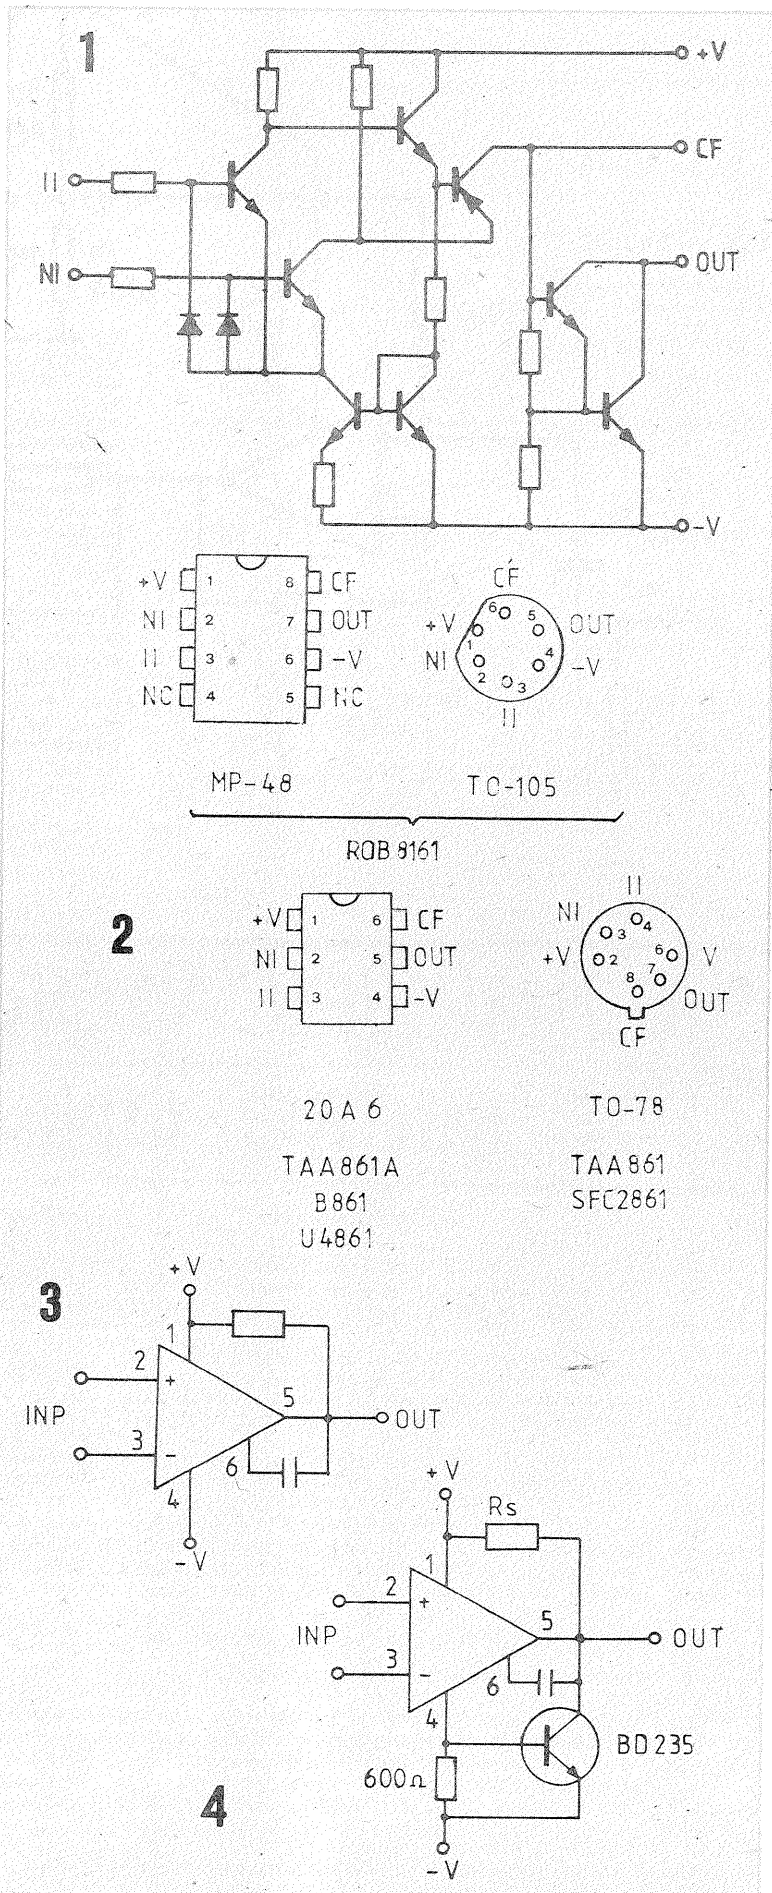 1
+V
CF
II
NI
OUT
-V
+V 1 8 CF
NI 2 7 OUT
II 3 6 -V
NC 4 5 NC
CF
6
+V 5 OUT
1
NI 4 -V
2 3
II
MP-48 TO-105
ROB 8161
2
+V 1 6 CF
NI 2 5 OUT
II 3 4 -V
II
NI 3 4
+V 2 6 V
8 7 OUT
CF
20A6 TO-78
TAA861A TAA861
B861 SFC2861
U4861
3
+V
1
2 +
INP 5 OUT
3 -
6
4
-V
+V
Rs
1
2 +
INP 5 OUT
3 -
6
4
BD235
600Ω
4
-V